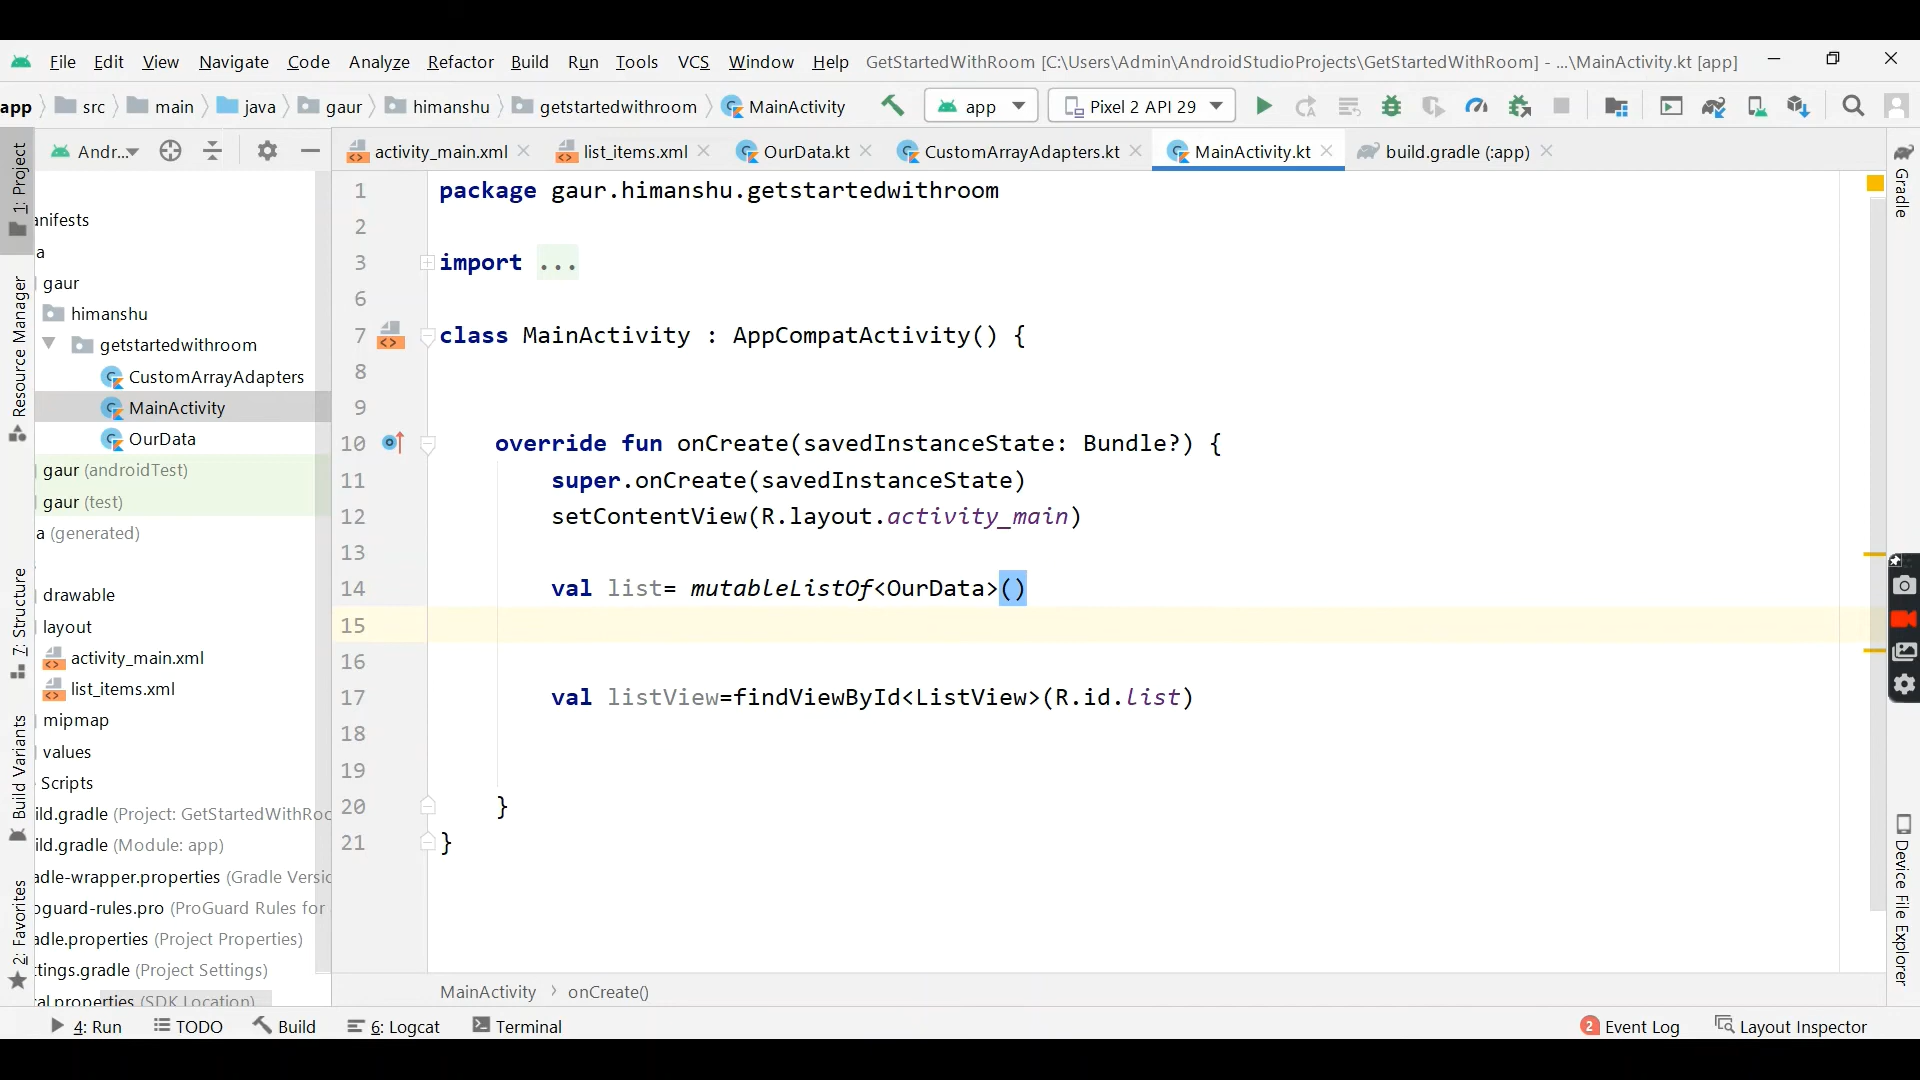 File Edit View Navigate Code Analyze Refactor Build Run Tools VCS Window Help GetStartedWithRoom [C:\Users\Admin\AndroidStudioProjects\GetStartedWithRoom] - ...\MainActivity.kt [app]
app src main java gaur himanshu getstartedwithroom MainActivity app Pixel 2 API 29
Andr... activity_main.xml list_items.xml OurData.kt CustomArrayAdapters.kt MainActivity.kt build.gradle (:app)
1: Project
Resource Manager
7: Structure
Build Variants
2: Favorites
anifests
a
gaur
himanshu
getstartedwithroom
CustomArrayAdapters
MainActivity
OurData
gaur (androidTest)
gaur (test)
a (generated)
drawable
layout
activity_main.xml
list_items.xml
mipmap
values
Scripts
ild.gradle (Project: GetStartedWithRoo
ild.gradle (Module: app)
adle-wrapper.properties (Gradle Versic
oguard-rules.pro (ProGuard Rules for
adle.properties (Project Properties)
ttings.gradle (Project Settings)
cal.properties (SDK Location)
1 package gaur.himanshu.getstartedwithroom
2
3 import ...
6
7 class MainActivity : AppCompatActivity() {
8
9
10 override fun onCreate(savedInstanceState: Bundle?) {
11 super.onCreate(savedInstanceState)
12 setContentView(R.layout.activity_main)
13
14 val list= mutableListOf<OurData>()
15
16
17 val listView=findViewById<ListView>(R.id.list)
18
19
20 }
21 }
Gradle
Device File Explorer
MainActivity › onCreate()
4: Run TODO Build 6: Logcat Terminal 2 Event Log Layout Inspector